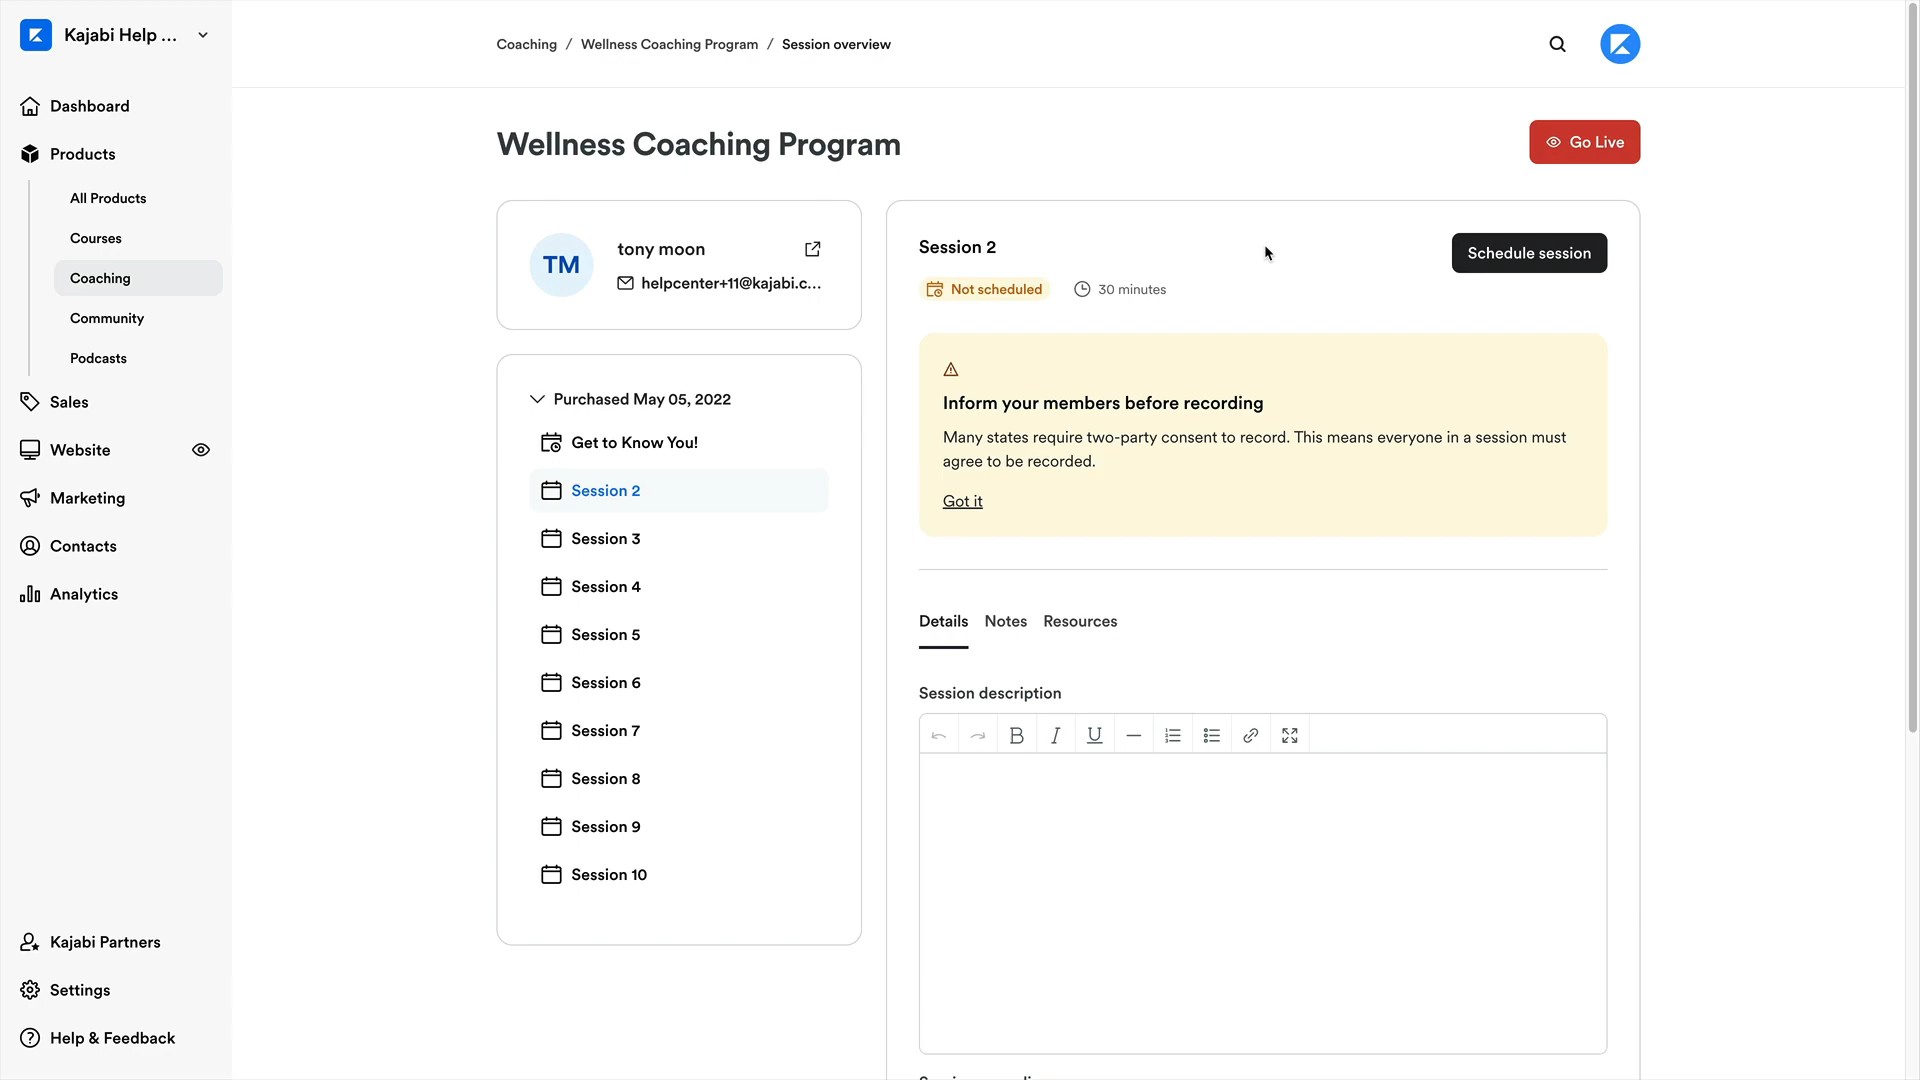 Kajabi Help ...
Coaching / Wellness Coaching Program / Session overview
Dashboard
Products
All Products
Courses
Coaching
Community
Podcasts
Sales
Website
Marketing
Contacts
Analytics
Kajabi Partners
Settings
Help & Feedback
Wellness Coaching Program
Go Live
TM
tony moon
helpcenter+11@kajabi.c...
Purchased May 05, 2022
Get to Know You!
Session 2
Session 3
Session 4
Session 5
Session 6
Session 7
Session 8
Session 9
Session 10
Session 2
Schedule session
Not scheduled
30 minutes
Inform your members before recording
Many states require two-party consent to record. This means everyone in a session must
agree to be recorded.
Got it
Details Notes Resources
Session description